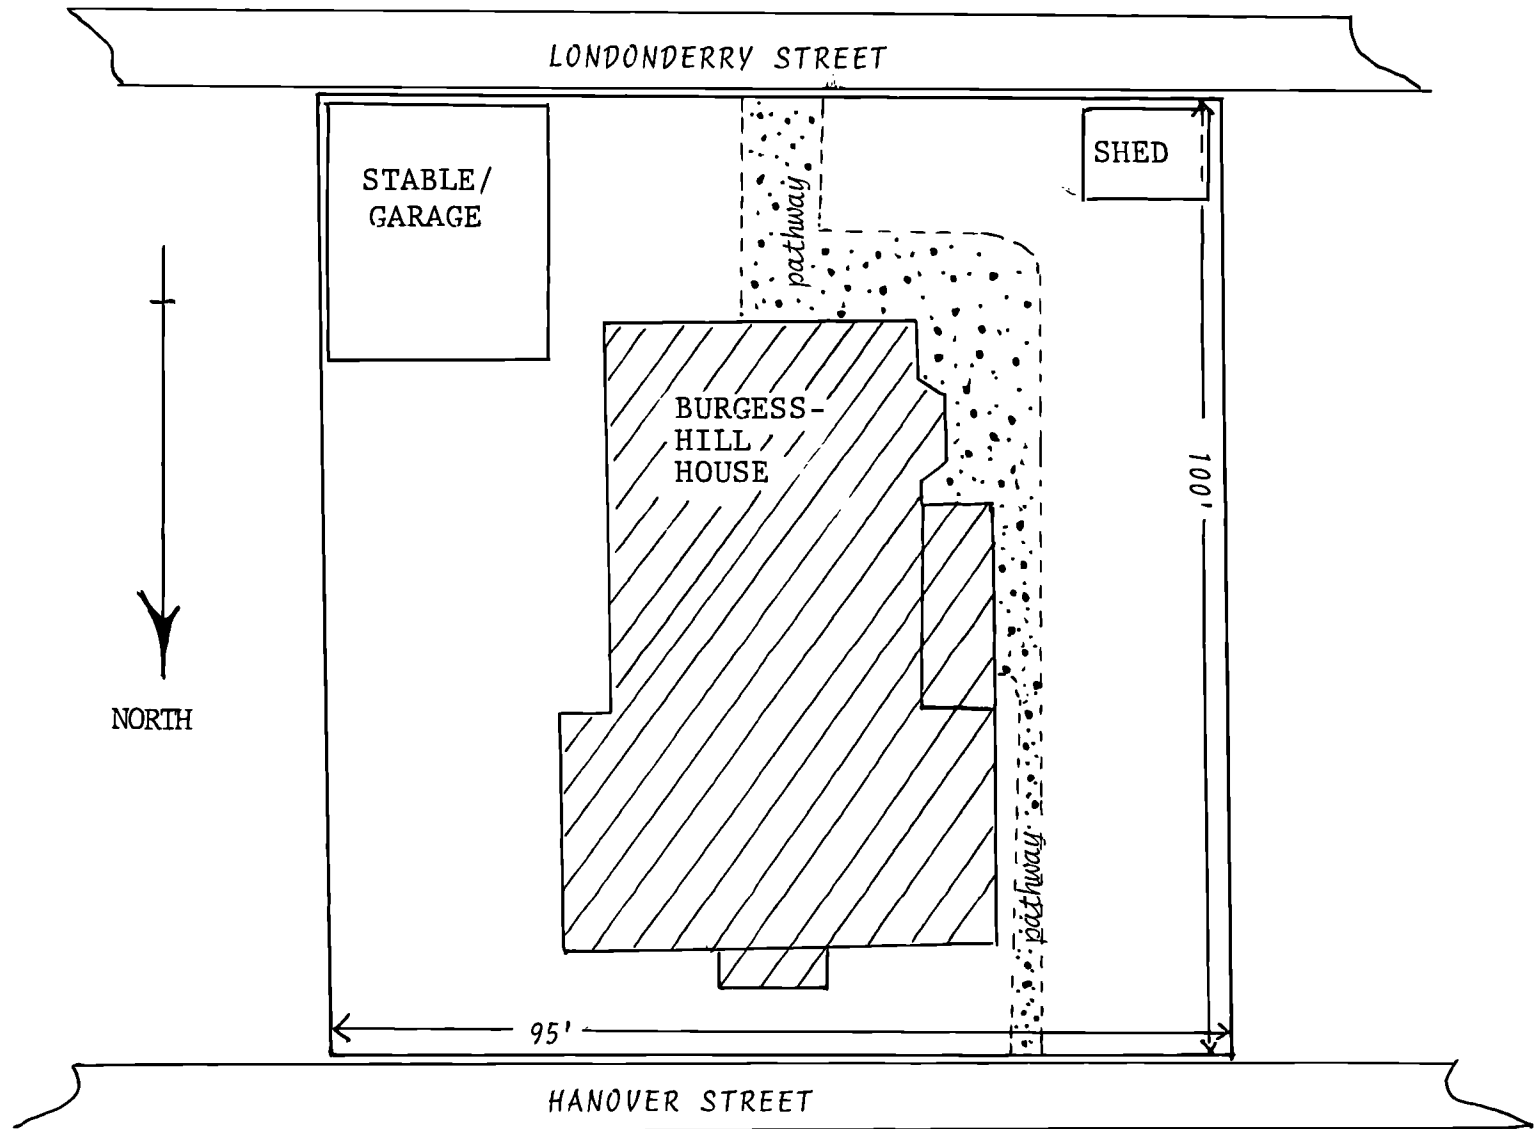 LONDONDERRY STREET
STABLE/
GARAGE
pathway
SHED
BURGESS-
HILL
HOUSE
100'
NORTH
pathway
95'
HANOVER STREET